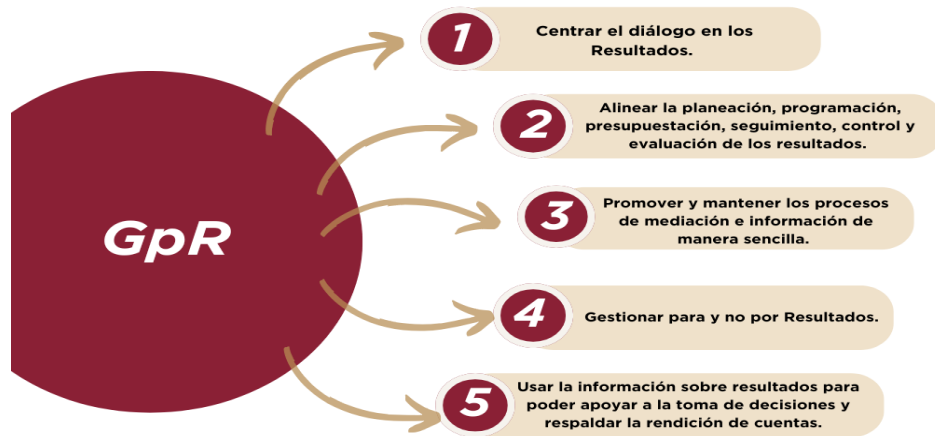 GpR
1
Centrar el diálogo en los
Resultados.
2
Alinear la planeación, programación,
presupuestación, seguimiento, control y
evaluación de los resultados.
3
Promover y mantener los procesos
de mediación e información de
manera sencilla.
4
Gestionar para y no por Resultados.
5
Usar la información sobre resultados para
poder apoyar a la toma de decisiones y
respaldar la rendición de cuentas.